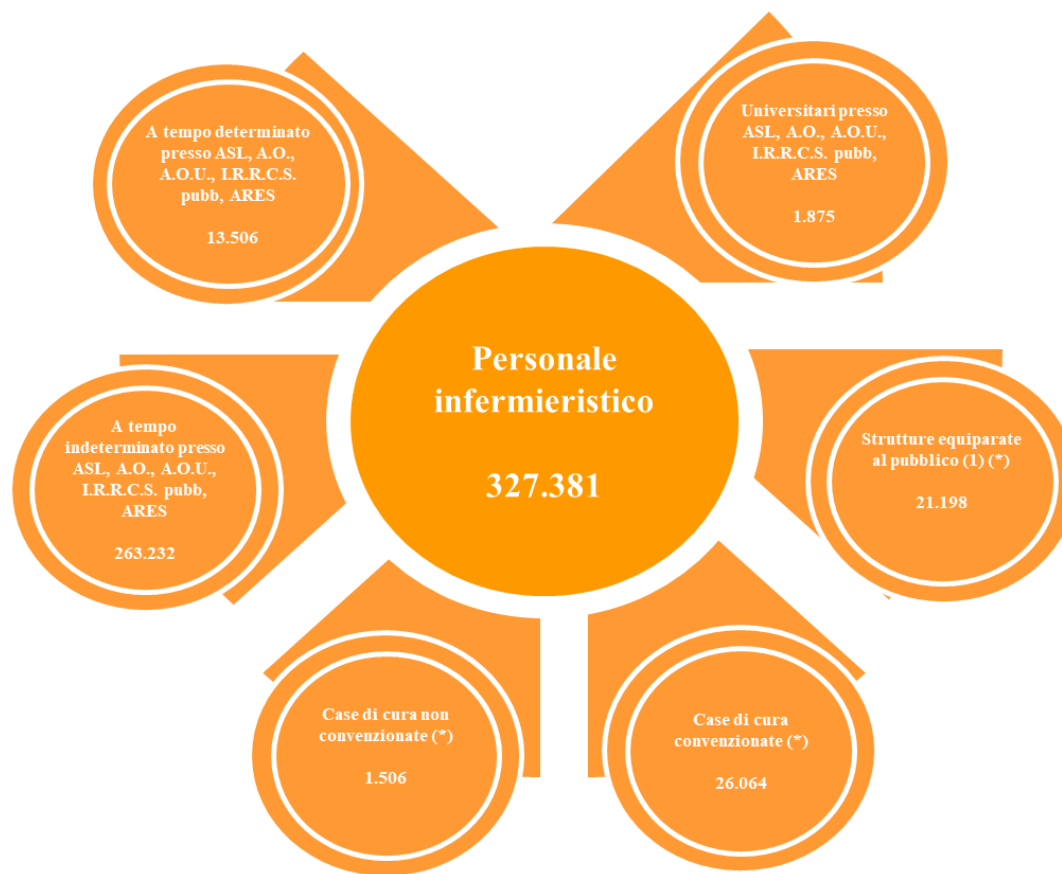 A tempo determinato
presso ASL, A.O.,
A.O.U., I.R.R.C.S.
pubb, ARES
13.506
Universitari presso
ASL, A.O., A.O.U.,
I.R.R.C.S. pubb,
ARES
1.875
Personale
infermieristico
327.381
A tempo
indeterminato presso
ASL, A.O., A.O.U.,
I.R.R.C.S. pubb,
ARES
263.232
Strutture equiparate
al pubblico (1) (*)
21.198
Case di cura non
convenzionate (*)
1.506
Case di cura
convenzionate (*)
26.064